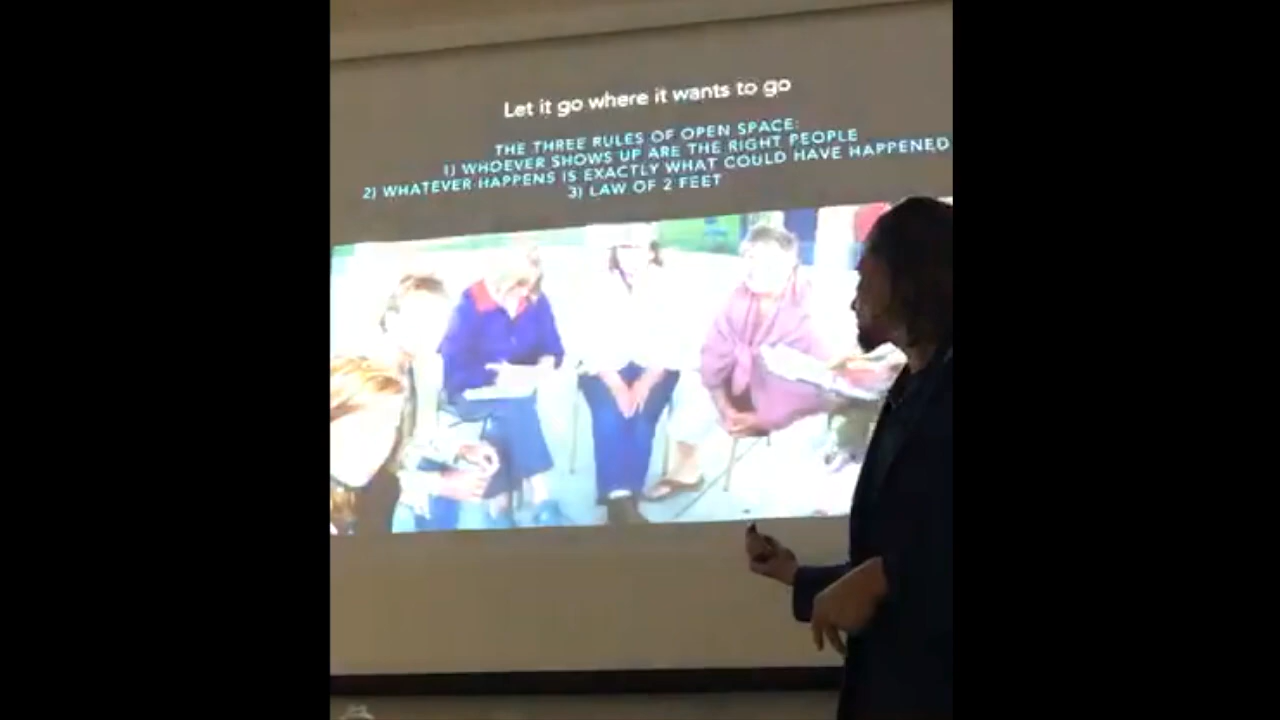 Let it go where it wants to go
THE THREE RULES OF OPEN SPACE:
1) WHOEVER SHOWS UP ARE THE RIGHT PEOPLE
2) WHATEVER HAPPENS IS EXACTLY WHAT COULD HAVE HAPPENED
3) LAW OF 2 FEET